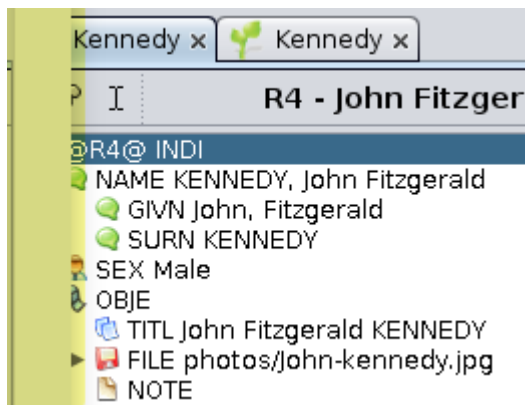 Kennedy x Kennedy x
R4 - John Fitzger
@R4@ INDI
NAME KENNEDY, John Fitzgerald
GIVN John, Fitzgerald
SURN KENNEDY
SEX Male
OBJE
TITL John Fitzgerald KENNEDY
FILE photos/John-kennedy.jpg
NOTE